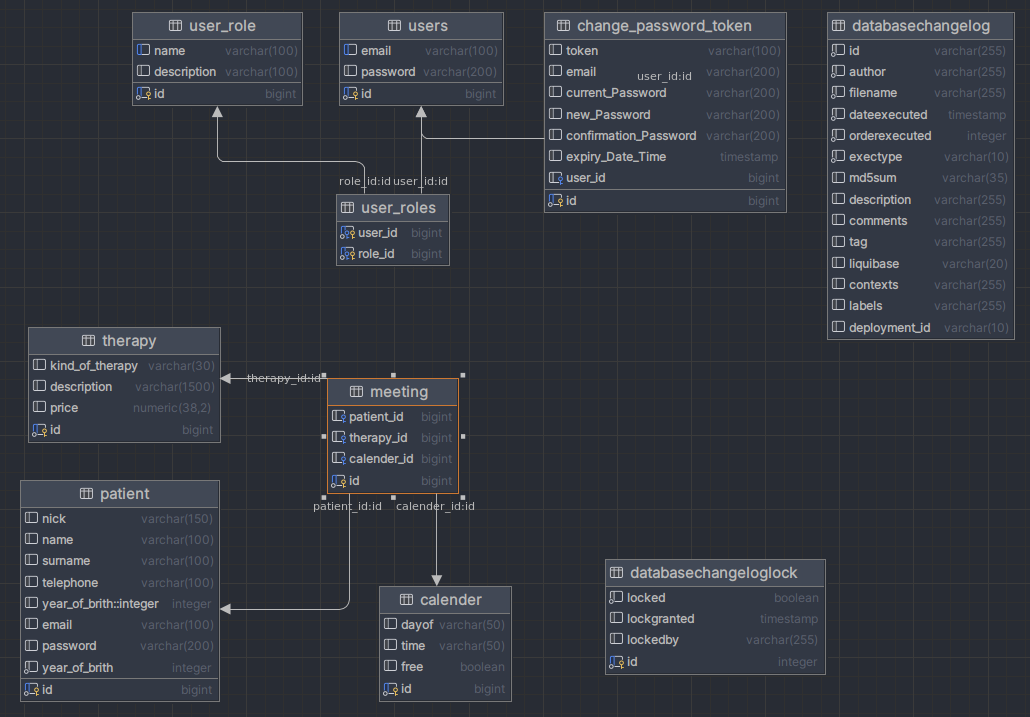 user_role
name varchar(100)
description varchar(100)
id bigint
users
email varchar(100)
password varchar(200)
id bigint
change_password_token
token varchar(100)
email varchar(200)
current_Password varchar(200)
new_Password varchar(200)
confirmation_Password varchar(200)
expiry_Date_Time timestamp
user_id bigint
id bigint
user_id:id
databasechangelog
id varchar(255)
author varchar(255)
filename varchar(255)
dateexecuted timestamp
orderexecuted integer
exectype varchar(10)
md5sum varchar(35)
description varchar(255)
comments varchar(255)
tag varchar(255)
liquibase varchar(20)
contexts varchar(255)
labels varchar(255)
deployment_id varchar(10)
role_id:id
user_id:id
user_roles
user_id bigint
role_id bigint
therapy
kind_of_therapy varchar(30)
description varchar(1500)
price numeric(38,2)
id bigint
therapy_id:id
meeting
patient_id bigint
therapy_id bigint
calender_id bigint
id bigint
patient_id:id
calender_id:id
patient
nick varchar(150)
name varchar(100)
surname varchar(100)
telephone varchar(100)
year_of_brith::integer integer
email varchar(100)
password varchar(200)
year_of_brith integer
id bigint
calender
dayof varchar(50)
time varchar(50)
free boolean
id bigint
databasechangeloglock
locked boolean
lockgranted timestamp
lockedby varchar(255)
id integer